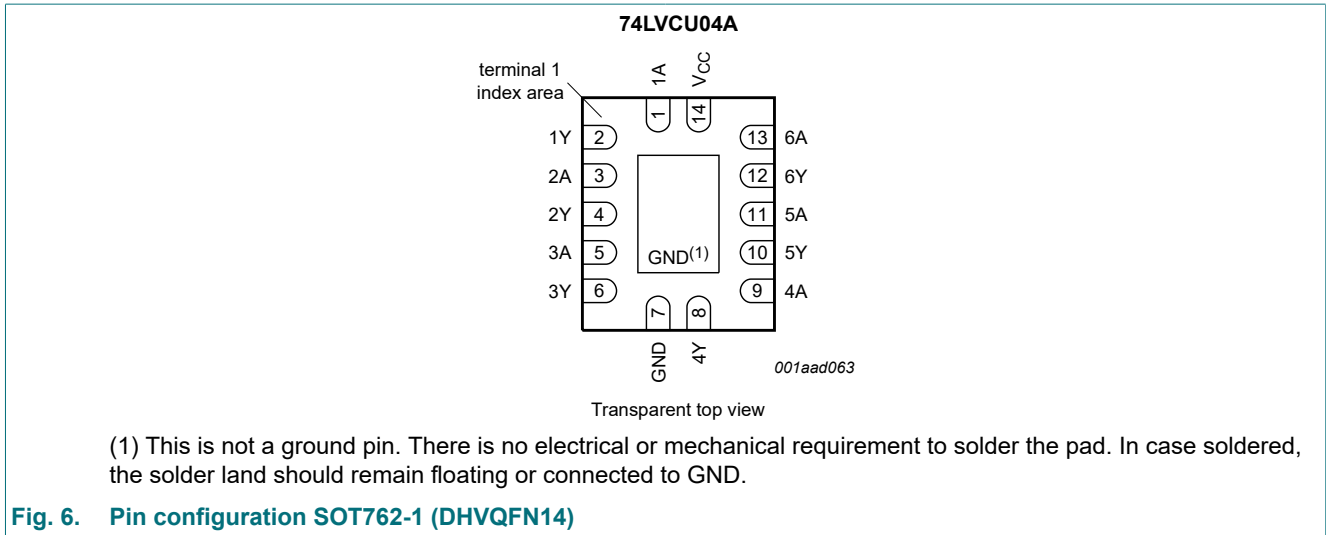 74LVCU04A
terminal 1
index area
1A
VCC
1
14
1Y 2
13 6A
2A 3
12 6Y
2Y 4
11 5A
3A 5
GND(1)
10 5Y
3Y 6
9 4A
7
8
GND
4Y
001aad063
Transparent top view
(1) This is not a ground pin. There is no electrical or mechanical requirement to solder the pad. In case soldered,
the solder land should remain floating or connected to GND.
Fig. 6. Pin configuration SOT762-1 (DHVQFN14)